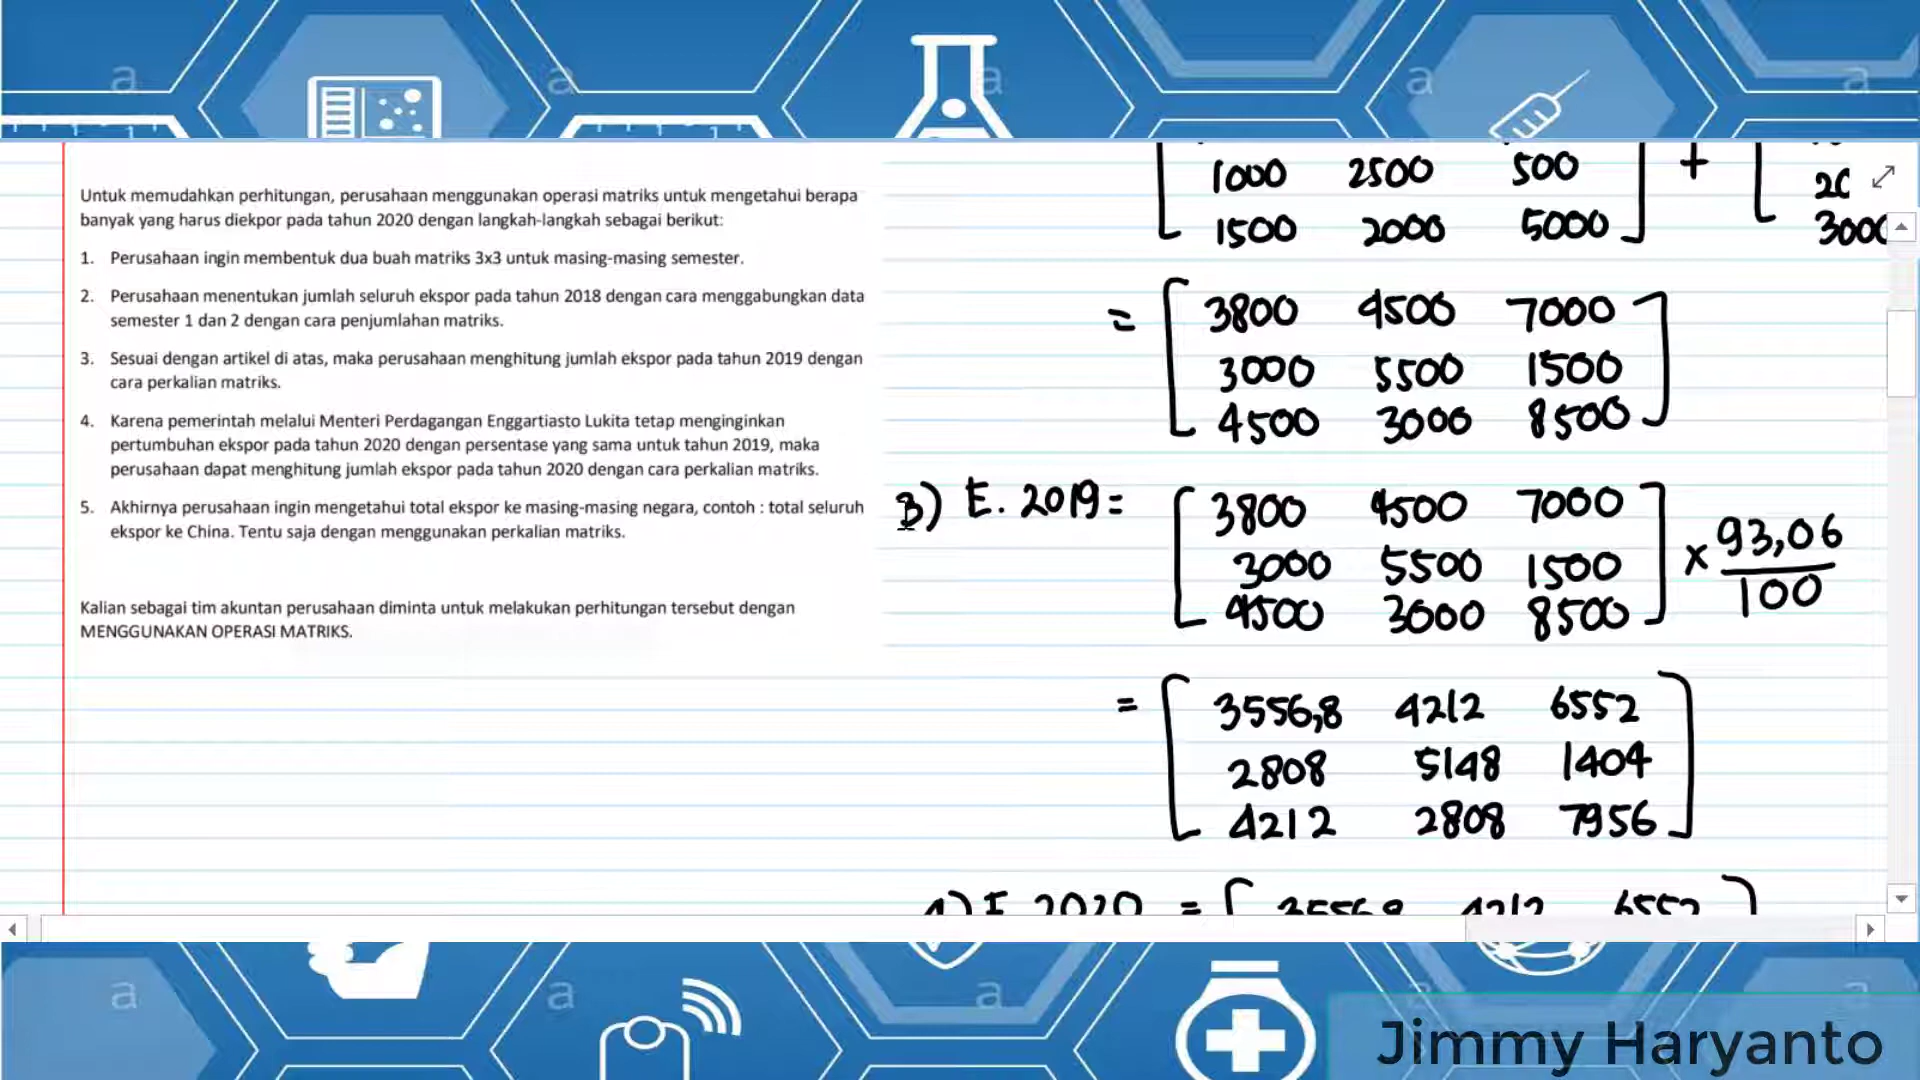 Untuk memudahkan perhitungan, perusahaan menggunakan operasi matriks untuk mengetahui berapa
banyak yang harus diekpor pada tahun 2020 dengan langkah-langkah sebagai berikut:
1. Perusahaan ingin membentuk dua buah matriks 3x3 untuk masing-masing semester.
2. Perusahaan menentukan jumlah seluruh ekspor pada tahun 2018 dengan cara menggabungkan data
semester 1 dan 2 dengan cara penjumlahan matriks.
3. Sesuai dengan artikel di atas, maka perusahaan menghitung jumlah ekspor pada tahun 2019 dengan
cara perkalian matriks.
4. Karena pemerintah melalui Menteri Perdagangan Enggartiasto Lukita tetap menginginkan
pertumbuhan ekspor pada tahun 2020 dengan persentase yang sama untuk tahun 2019, maka
perusahaan dapat menghitung jumlah ekspor pada tahun 2020 dengan cara perkalian matriks.
5. Akhirnya perusahaan ingin mengetahui total ekspor ke masing-masing negara, contoh : total seluruh
ekspor ke China. Tentu saja dengan menggunakan perkalian matriks.
Kalian sebagai tim akuntan perusahaan diminta untuk melakukan perhitungan tersebut dengan
MENGGUNAKAN OPERASI MATRIKS.
1000 2500 500 +
1500 2000 5000 3000
= 3800 4500 7000
3000 5500 1500
4500 3000 8500
3) E. 2019 = 3800 4500 7000 x 93,06
3000 5500 1500 100
4500 3000 8500
= 3556,8 4212 6552
2808 5148 1404
4212 2808 7956
4) E. 2020 = 3556,8 4212 6552
Jimmy Haryanto